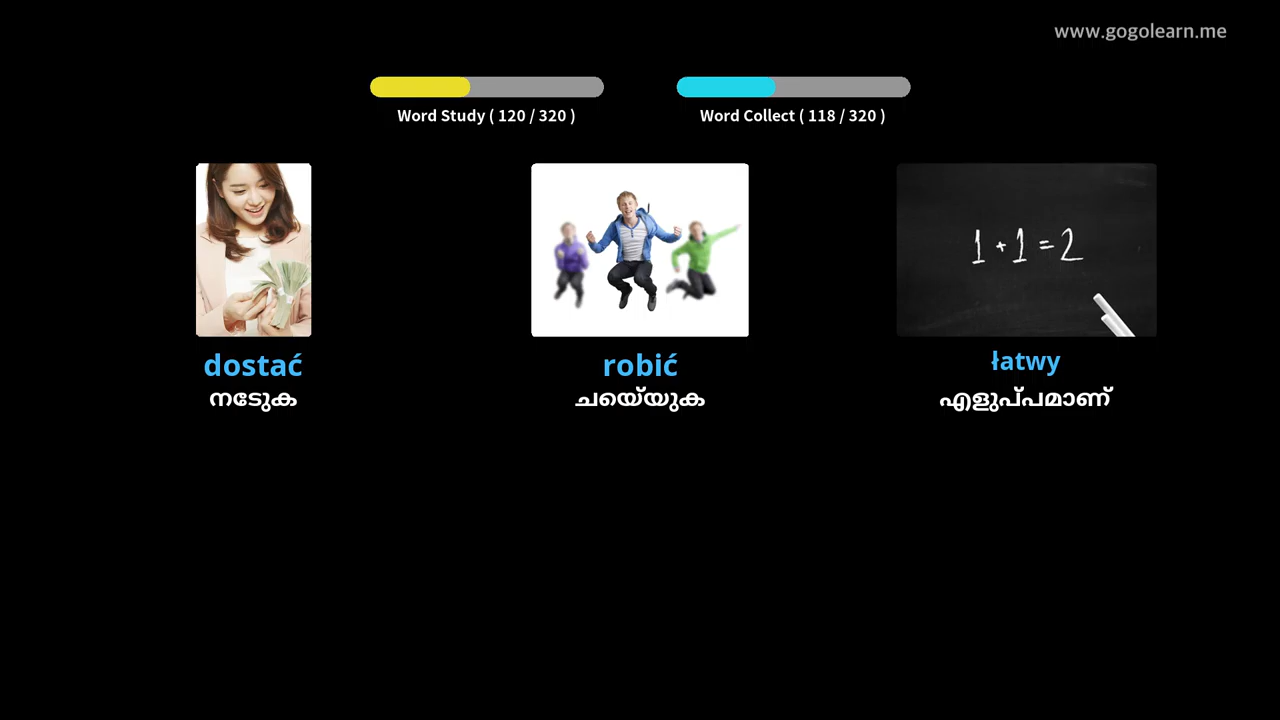 www.gogolearn.me
Word Study ( 120 / 320 )
Word Collect ( 118 / 320 )
1 + 1 = 2
dostać
robić
łatwy
നേടുക
ചെയ്യുക
എളുപ്പമാണ്